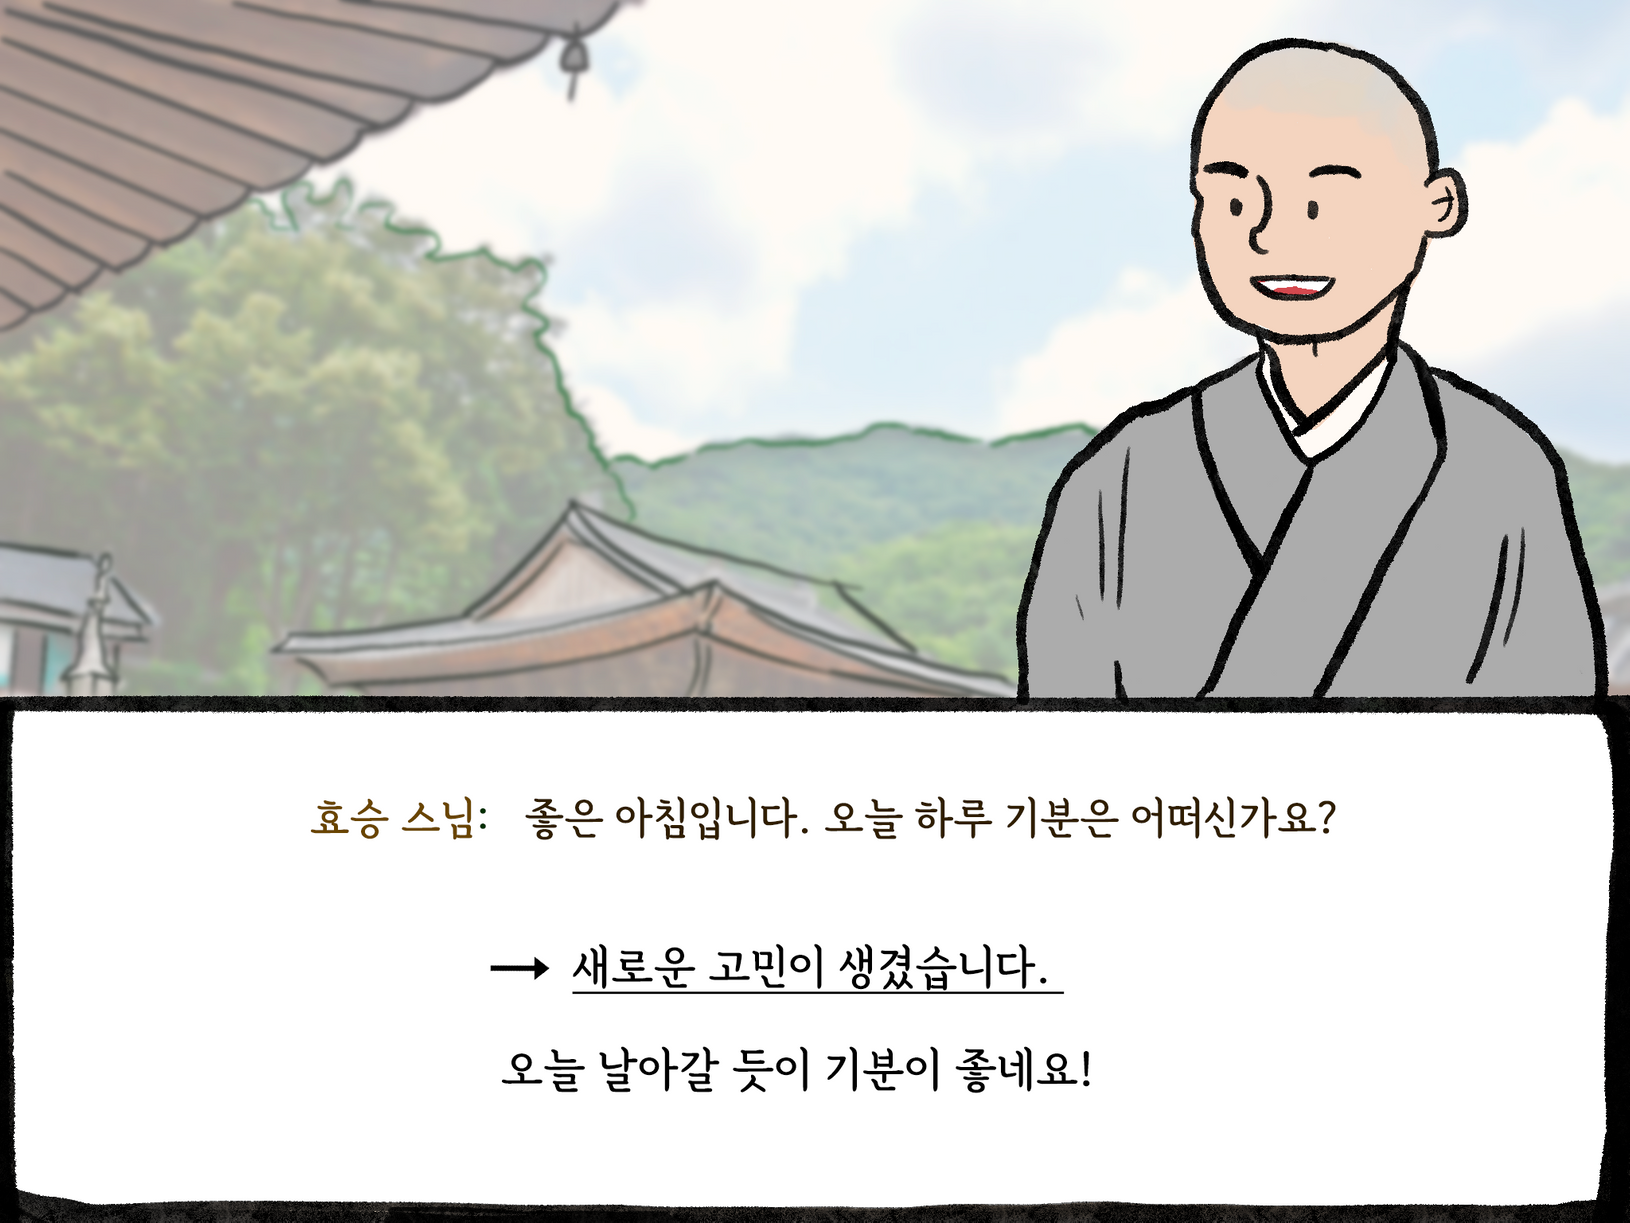 효승 스님: 좋은 아침입니다. 오늘 하루 기분은 어떠신가요?
→ 새로운 고민이 생겼습니다.
오늘 날아갈 듯이 기분이 좋네요!